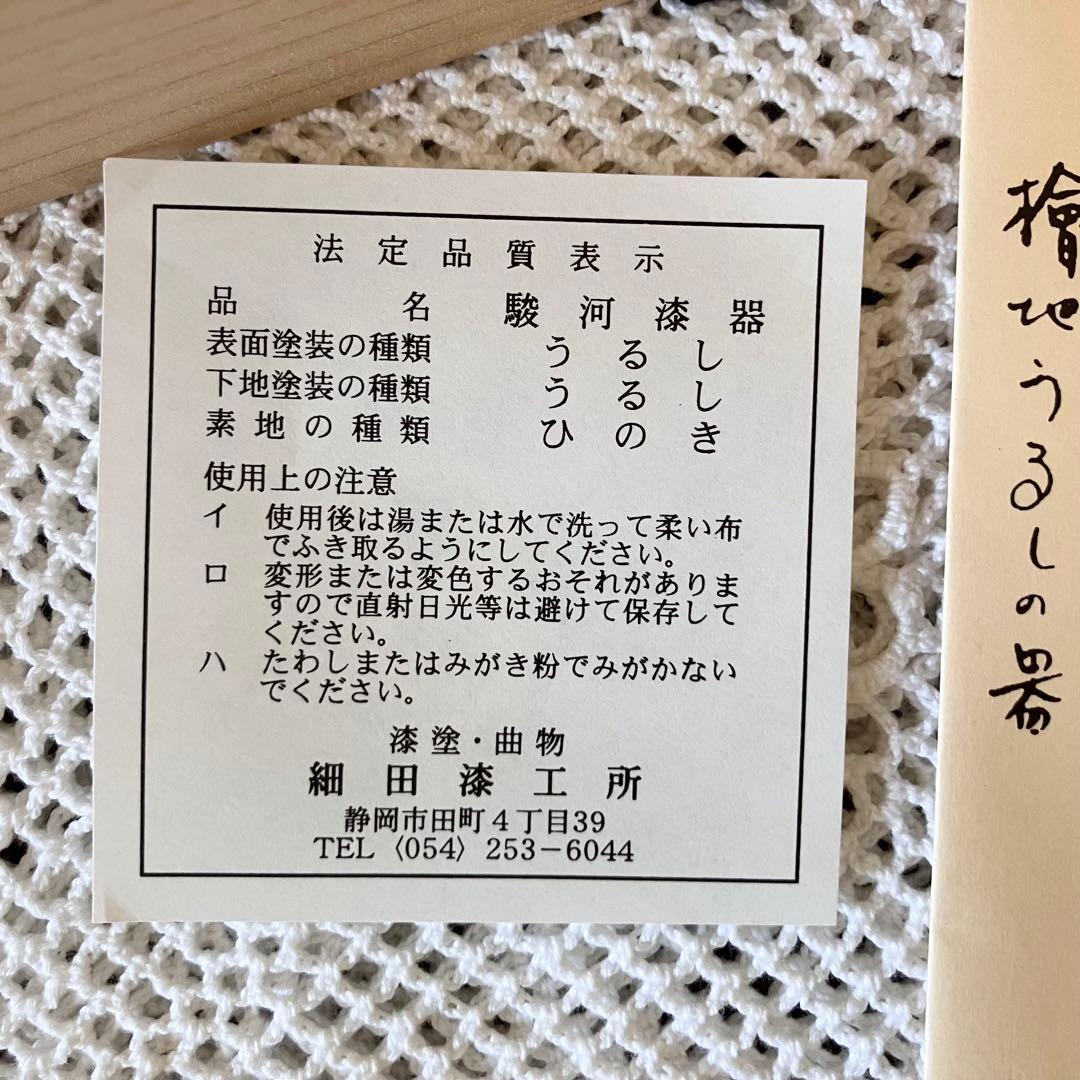 法定品質表示
品名 駿河漆器
表面塗装の種類 うるし
下地塗装の種類 うるし
素地の種類 ひのき
使用上の注意
イ 使用後は湯または水で洗って柔い布
でふき取るようにしてください。
ロ 変形または変色するおそれがありま
すので直射日光等は避けて保存して
ください。
ハ たわしまたはみがき粉でみがかない
でください。
漆塗・曲物
細田漆工所
静岡市田町4丁目39
TEL〈054〉253-6044
檜地うるしの器